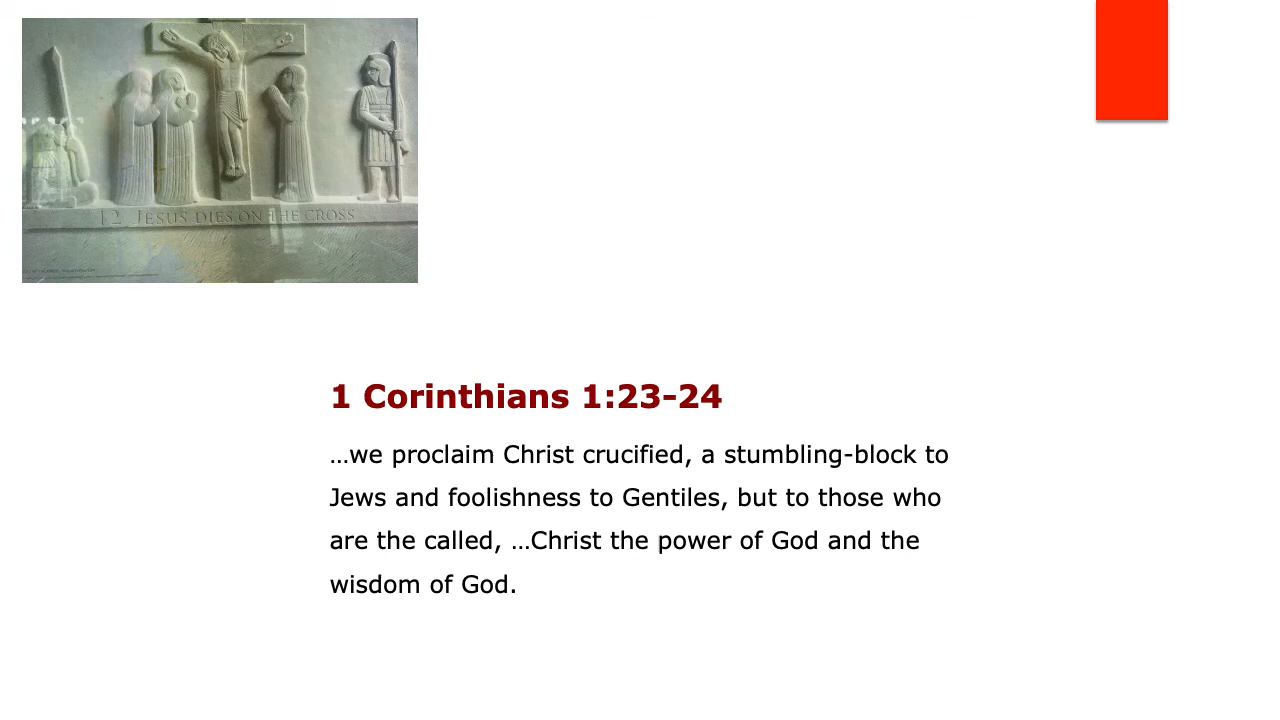 12 JESUS DIES ON THE CROSS
1 Corinthians 1:23-24
…we proclaim Christ crucified, a stumbling-block to
Jews and foolishness to Gentiles, but to those who
are the called, …Christ the power of God and the
wisdom of God.